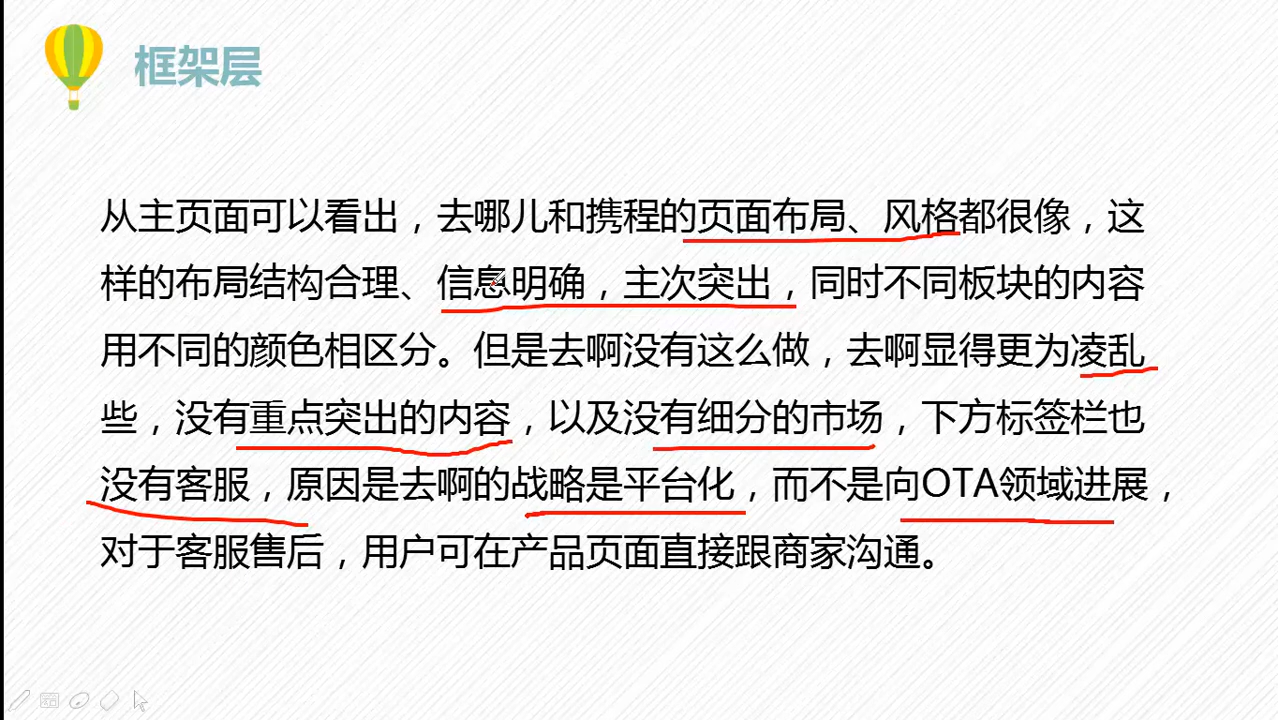 框架层
从主页面可以看出，去哪儿和携程的页面布局、风格都很像，这
样的布局结构合理、信息明确，主次突出，同时不同板块的内容
用不同的颜色相区分。但是去啊没有这么做，去啊显得更为凌乱
些，没有重点突出的内容，以及没有细分的市场，下方标签栏也
没有客服，原因是去啊的战略是平台化，而不是向OTA领域进展，
对于客服售后，用户可在产品页面直接跟商家沟通。